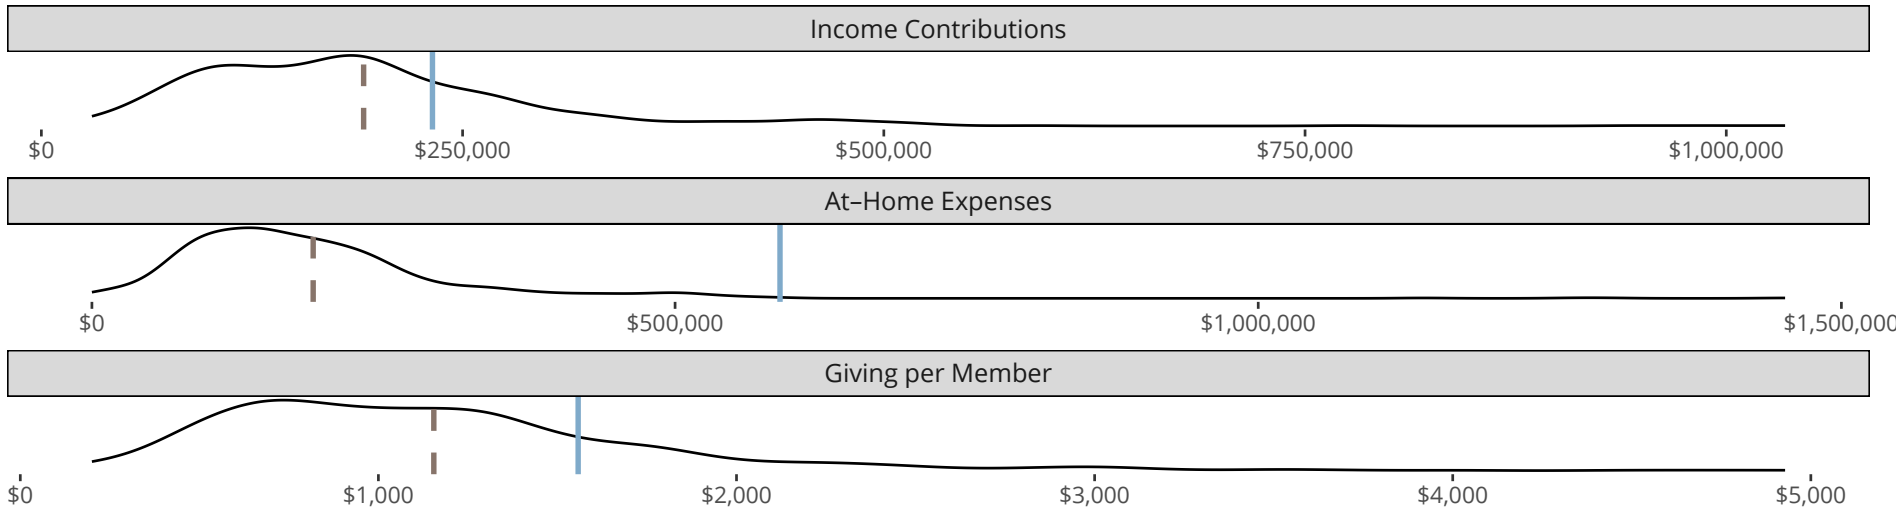 Income Contributions
$0 $250,000 $500,000 $750,000 $1,000,000
At–Home Expenses
$0 $500,000 $1,000,000 $1,500,000
Giving per Member
$0 $1,000 $2,000 $3,000 $4,000 $5,000